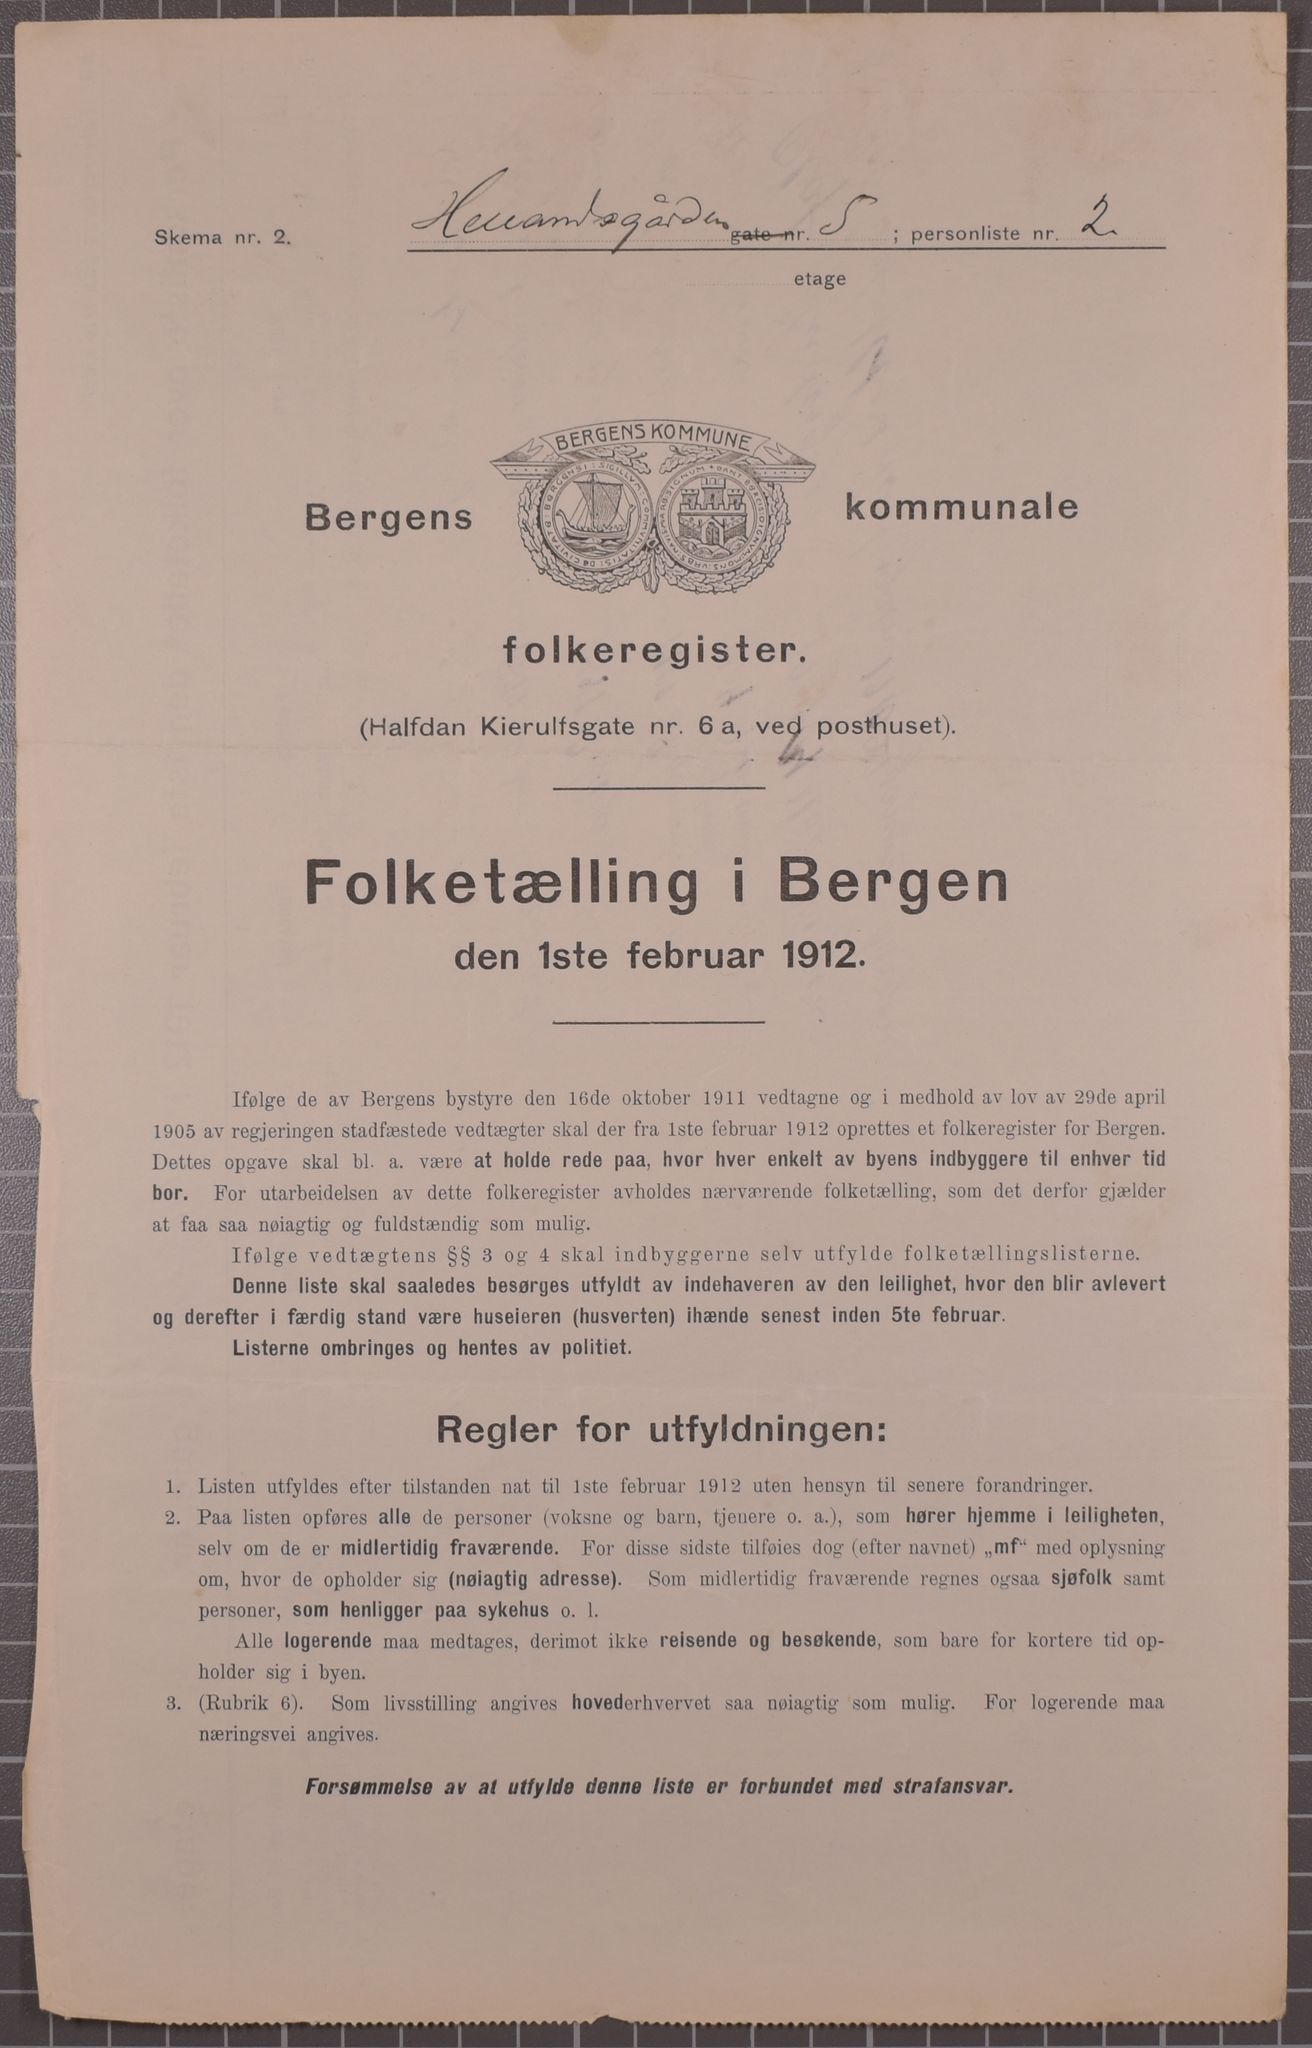 Skema nr. 2. gate nr. 5 ; personliste nr. 2.
etage
BERGENS KOMMUNE
Bergens kommunale
folkeregister.
(Halfdan Kierulfsgate nr. 6 a, ved posthuset).
Folketælling i Bergen
den 1ste februar 1912.
Ifølge de av Bergens bystyre den 16de oktober 1911 vedtagne og i medhold av lov av 29de april
1905 av regjeringen stadfæstede vedtægter skal der fra 1ste februar 1912 oprettes et folkeregister for Bergen.
Dettes opgave skal bl. a. være at holde rede paa, hvor hver enkelt av byens indbyggere til enhver tid
bor. For utarbeidelsen av dette folkeregister avholdes nærværende folketælling, som det derfor gjælder
at faa saa nøiagtig og fuldstændig som mulig.
Ifølge vedtægtens §§ 3 og 4 skal indbyggerne selv utfylde folketællingslisterne.
Denne liste skal saaledes besørges utfyldt av indehaveren av den leilighet, hvor den blir avlevert
og derefter i færdig stand være huseieren (husverten) ihænde senest inden 5te februar.
Listerne ombringes og hentes av politiet.
Regler for utfyldningen:
1. Listen utfyldes efter tilstanden nat til 1ste februar 1912 uten hensyn til senere forandringer.
2. Paa listen opføres alle de personer (voksne og barn, tjenere o. a.), som hører hjemme i leiligheten,
selv om de er midlertidig fraværende. For disse sidste tilføies dog (efter navnet) „mf“ med oplysning
om, hvor de opholder sig (nøiagtig adresse). Som midlertidig fraværende regnes ogsaa sjøfolk samt
personer, som henligger paa sykehus o. l.
Alle logerende maa medtages, derimot ikke reisende og besøkende, som bare for kortere tid op-
holder sig i byen.
3. (Rubrik 6). Som livsstilling angives hovederhvervet saa nøiagtig som mulig. For logerende maa
næringsvei angives.
Forsømmelse av at utfylde denne liste er forbundet med strafansvar.